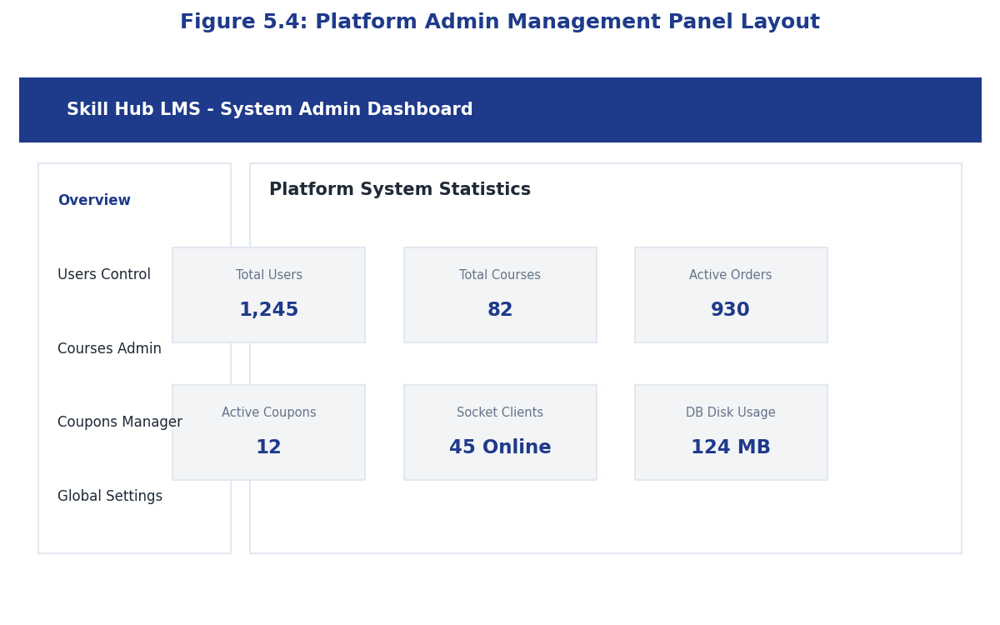 Figure 5.4: Platform Admin Management Panel Layout
Skill Hub LMS - System Admin Dashboard
Overview
Users Control
Courses Admin
Coupons Manager
Global Settings
Platform System Statistics
Total Users
1,245
Total Courses
82
Active Orders
930
Active Coupons
12
Socket Clients
45 Online
DB Disk Usage
124 MB